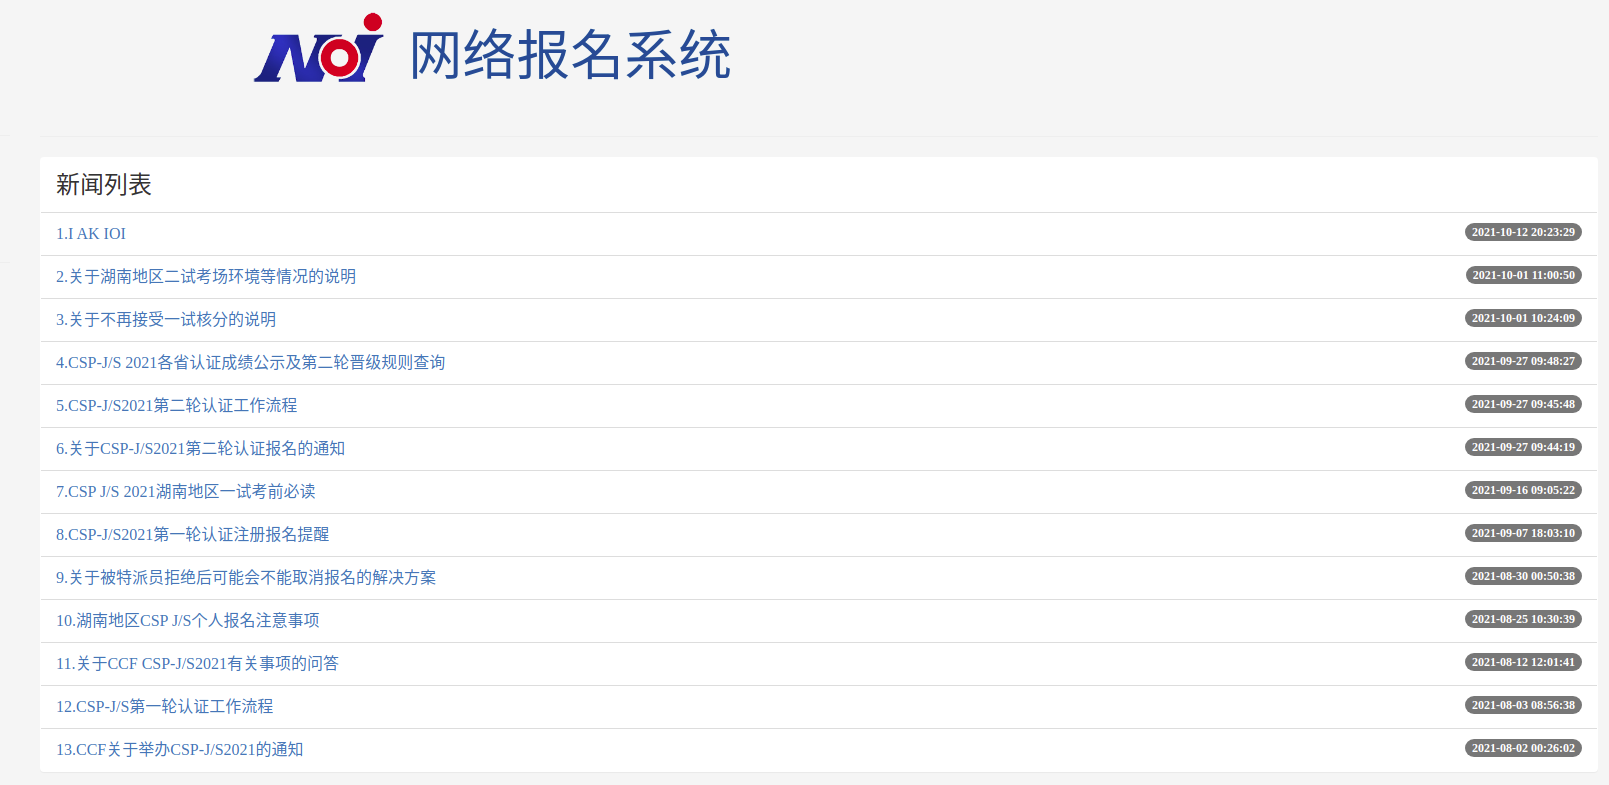 NOI 网络报名系统
新闻列表
1.I AK IOI 2021-10-12 20:23:29
2.关于湖南地区二试考场环境等情况的说明 2021-10-01 11:00:50
3.关于不再接受一试核分的说明 2021-10-01 10:24:09
4.CSP-J/S 2021各省认证成绩公示及第二轮晋级规则查询 2021-09-27 09:48:27
5.CSP-J/S2021第二轮认证工作流程 2021-09-27 09:45:48
6.关于CSP-J/S2021第二轮认证报名的通知 2021-09-27 09:44:19
7.CSP J/S 2021湖南地区一试考前必读 2021-09-16 09:05:22
8.CSP-J/S2021第一轮认证注册报名提醒 2021-09-07 18:03:10
9.关于被特派员拒绝后可能会不能取消报名的解决方案 2021-08-30 00:50:38
10.湖南地区CSP J/S个人报名注意事项 2021-08-25 10:30:39
11.关于CCF CSP-J/S2021有关事项的问答 2021-08-12 12:01:41
12.CSP-J/S第一轮认证工作流程 2021-08-03 08:56:38
13.CCF关于举办CSP-J/S2021的通知 2021-08-02 00:26:02